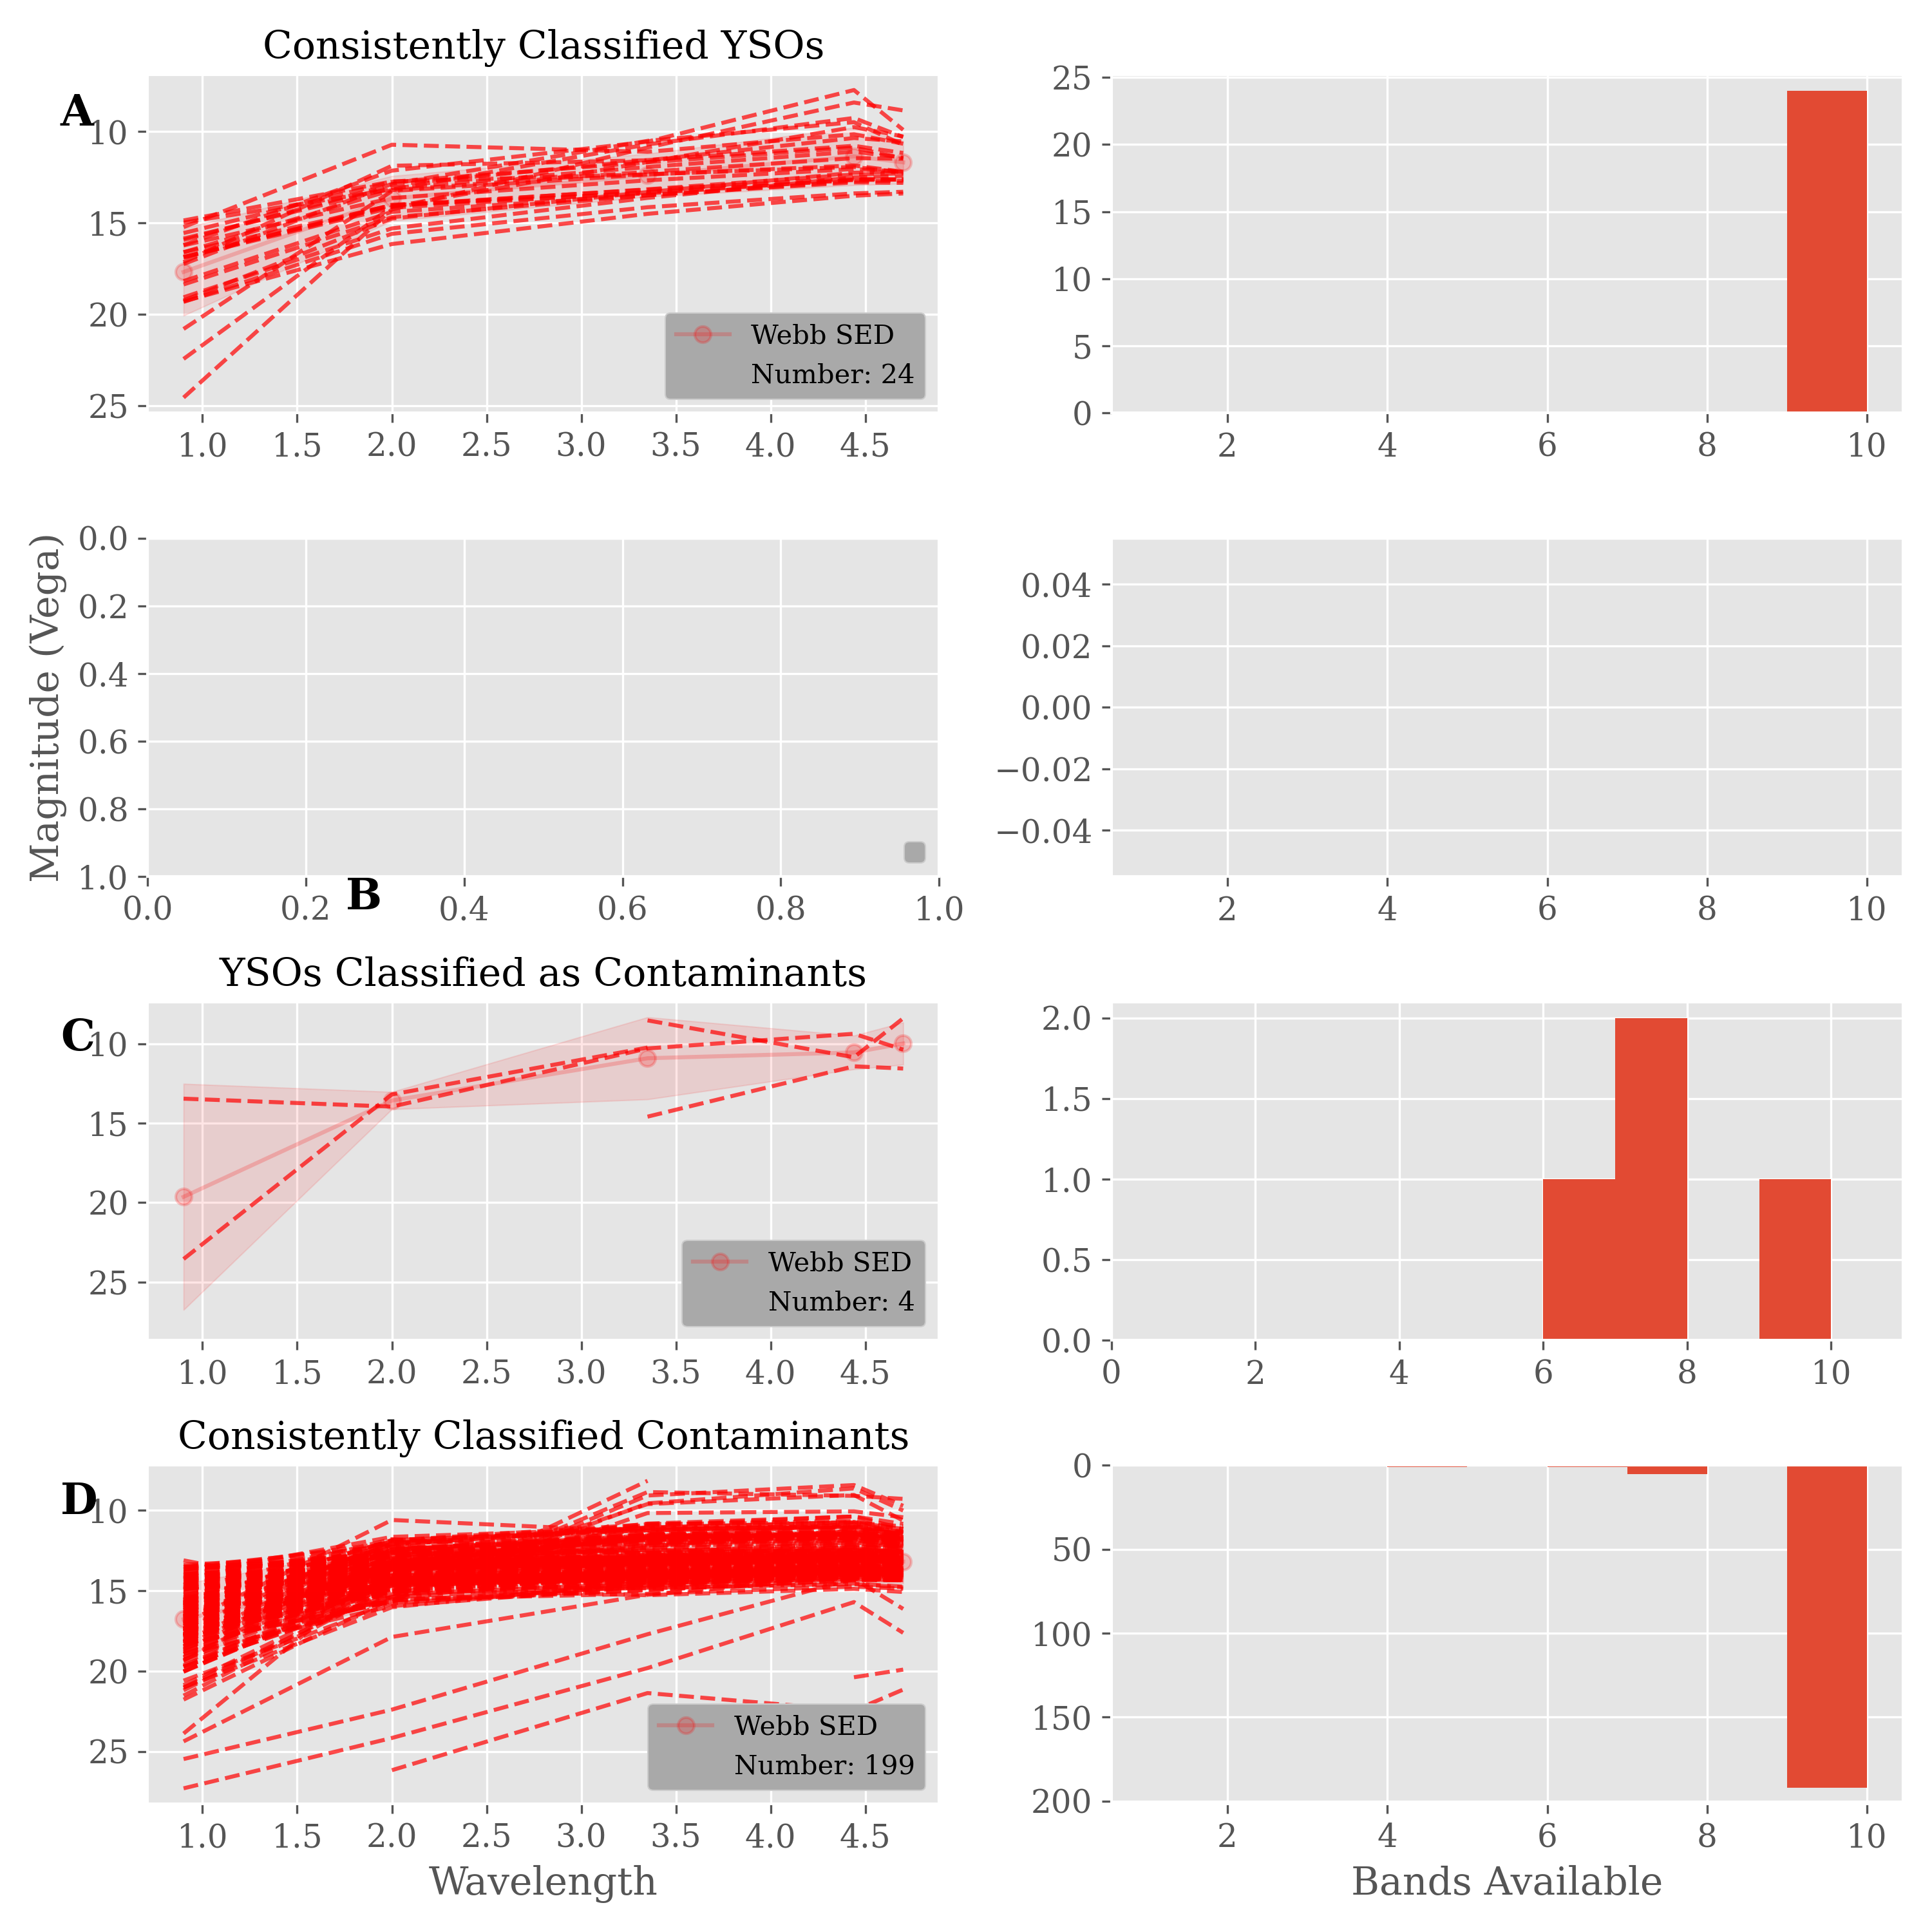 Consistently Classified YSOs
A
10
15
20
25
1.0 1.5 2.0 2.5 3.0 3.5 4.0 4.5
Webb SED
Number: 24
25
20
15
10
5
0
2 4 6 8 10
Magnitude (Vega)
0.0
0.2
0.4
0.6
0.8
1.0
0.0 0.2 0.4 0.6 0.8 1.0
B
0.04
0.02
0.00
−0.02
−0.04
2 4 6 8 10
YSOs Classified as Contaminants
C
10
15
20
25
1.0 1.5 2.0 2.5 3.0 3.5 4.0 4.5
Webb SED
Number: 4
2.0
1.5
1.0
0.5
0.0
0 2 4 6 8 10
Consistently Classified Contaminants
D
10
15
20
25
1.0 1.5 2.0 2.5 3.0 3.5 4.0 4.5
Webb SED
Number: 199
Wavelength
0
50
100
150
200
2 4 6 8 10
Bands Available